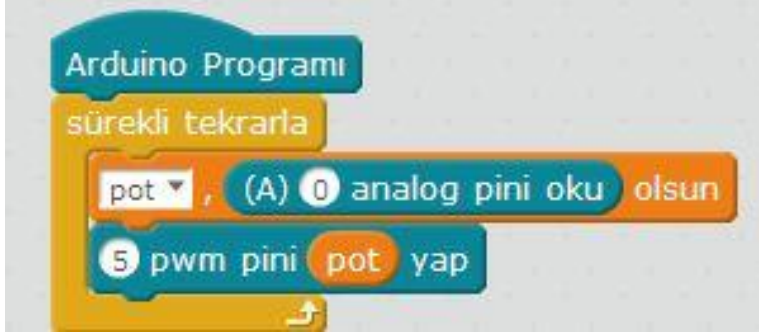 Arduino Programı
sürekli tekrarla
pot , (A) 0 analog pini oku olsun
5 pwm pini pot yap